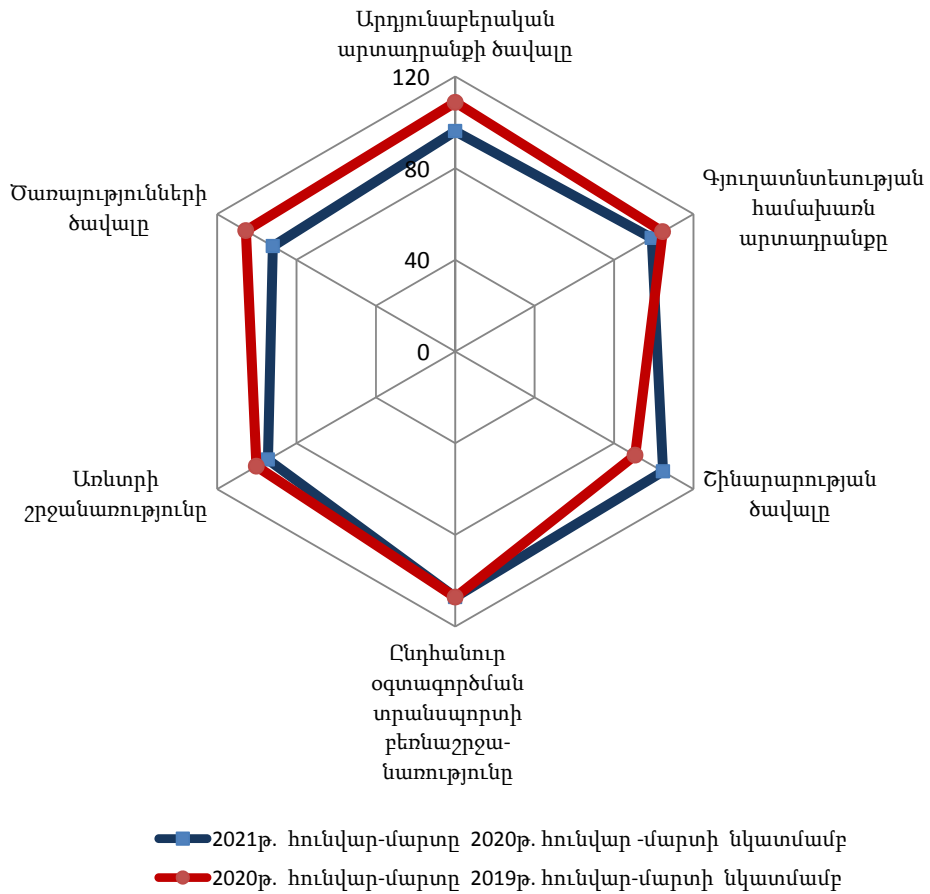 Արդյունաբերական
արտադրանքի ծավալը
120
80
40
0
Գյուղատնտեսության
համախառն
արտադրանքը
Շինարարության
ծավալը
Ընդհանուր
օգտագործման
տրանսպորտի
բեռնաշրջա-
նառությունը
Առևտրի
շրջանառությունը
Ծառայությունների
ծավալը
2021թ. հունվար-մարտը 2020թ. հունվար -մարտի նկատմամբ
2020թ. հունվար-մարտը 2019թ. հունվար-մարտի նկատմամբ